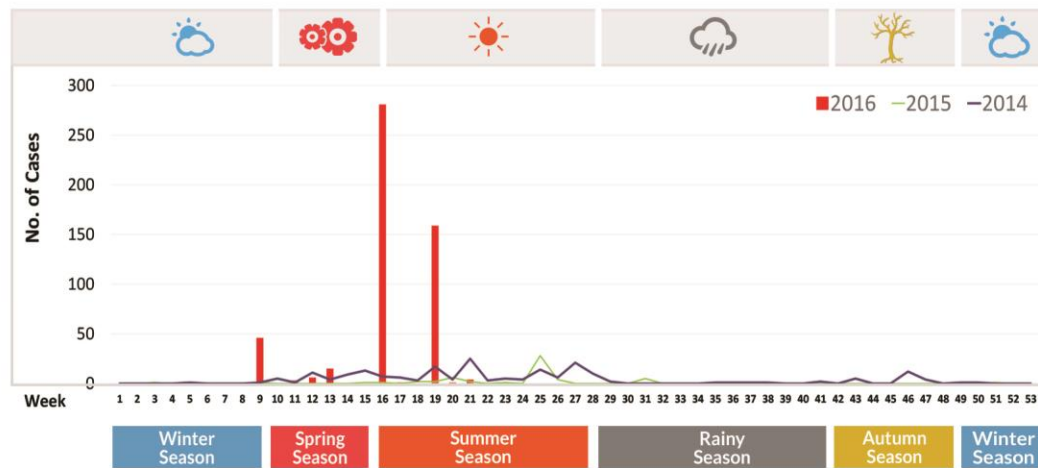 300
2016 2015 2014
250
200
150
100
50
0
No. of Cases
Week 1 2 3 4 5 6 7 8 9 10 11 12 13 14 15 16 17 18 19 20 21 22 23 24 25 26 27 28 29 30 31 32 33 34 35 36 37 38 39 40 41 42 43 44 45 46 47 48 49 50 51 52 53
Winter
Season
Spring
Season
Summer
Season
Rainy
Season
Autumn
Season
Winter
Season